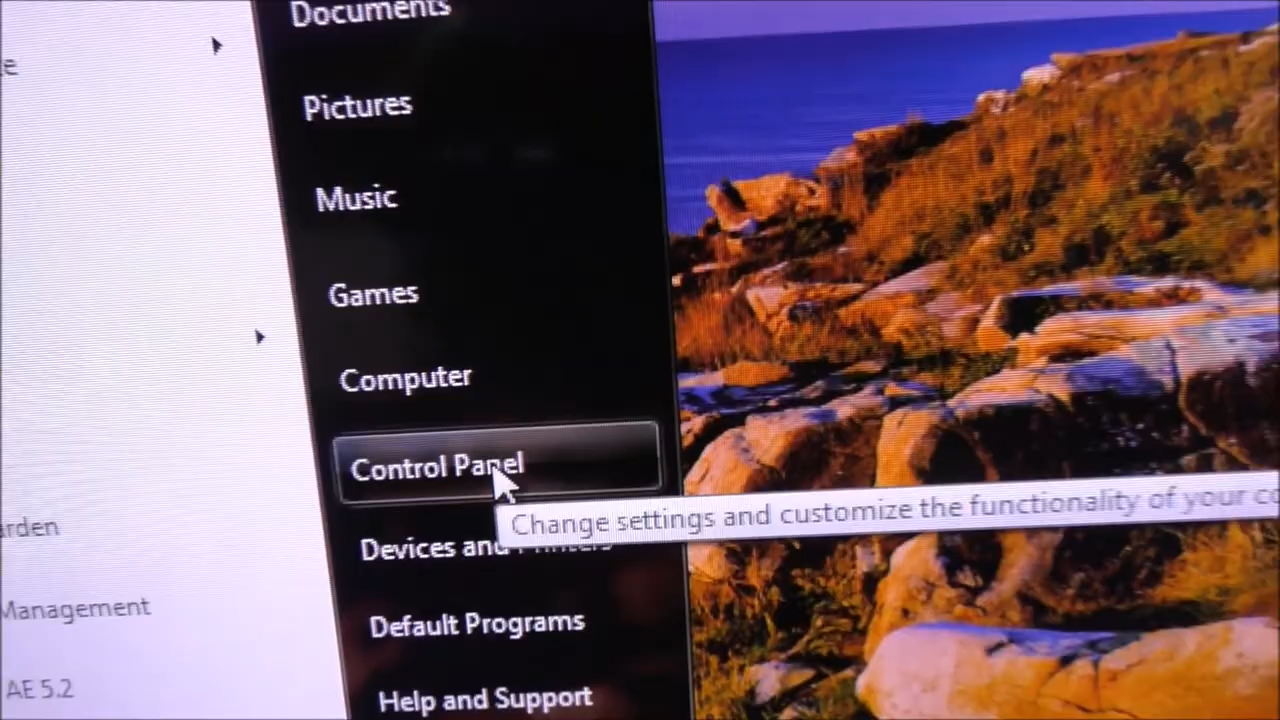 Documents
Pictures
Music
Games
Computer
Control Panel
Change settings and customize the functionality of your co
Devices and Printers
Default Programs
Help and Support
e
arden
Management
AE 5.2